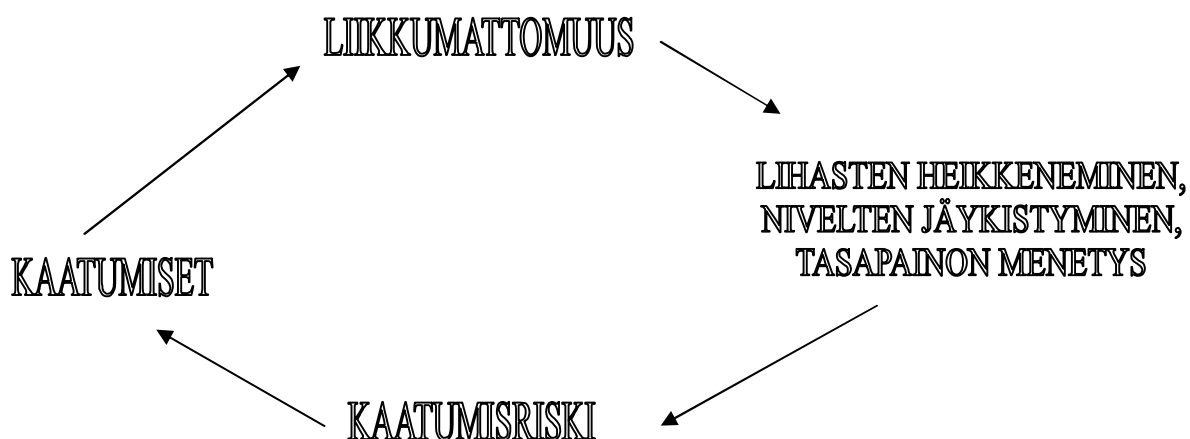 LIIKKUMATTOMUUS
LIHASTEN HEIKKENEMINEN,
NIVELTEN JÄYKISTYMINEN,
TASAPAINON MENETYS
KAATUMISET
KAATUMISRISKI